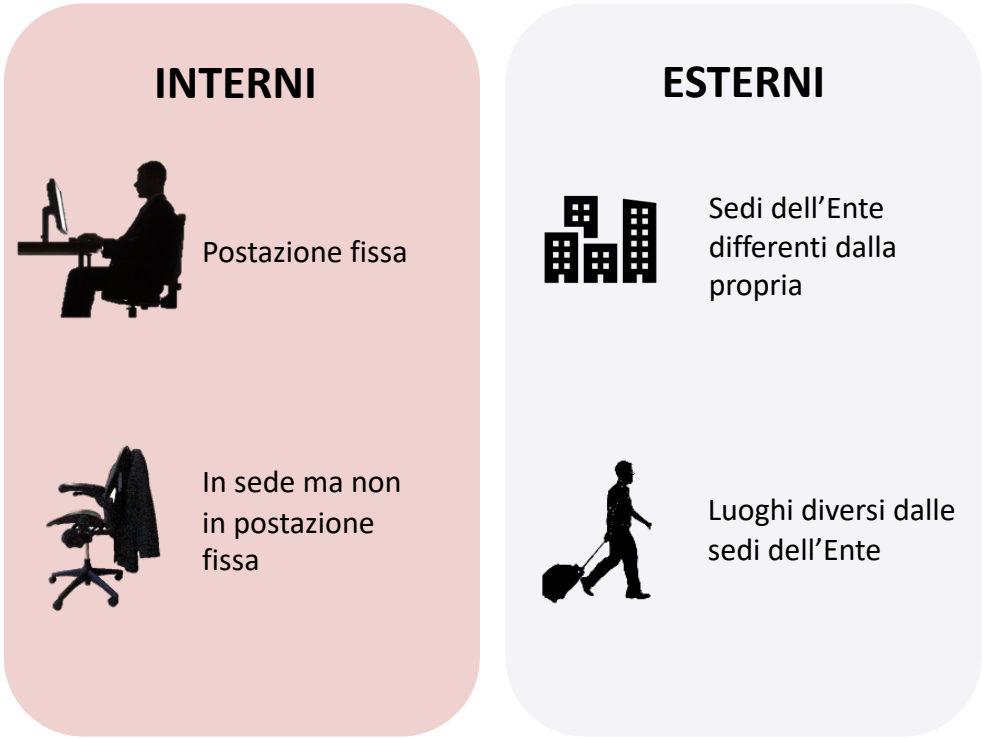 INTERNI
Postazione fissa
In sede ma non
in postazione
fissa
ESTERNI
Sedi dell’Ente
differenti dalla
propria
Luoghi diversi dalle
sedi dell’Ente